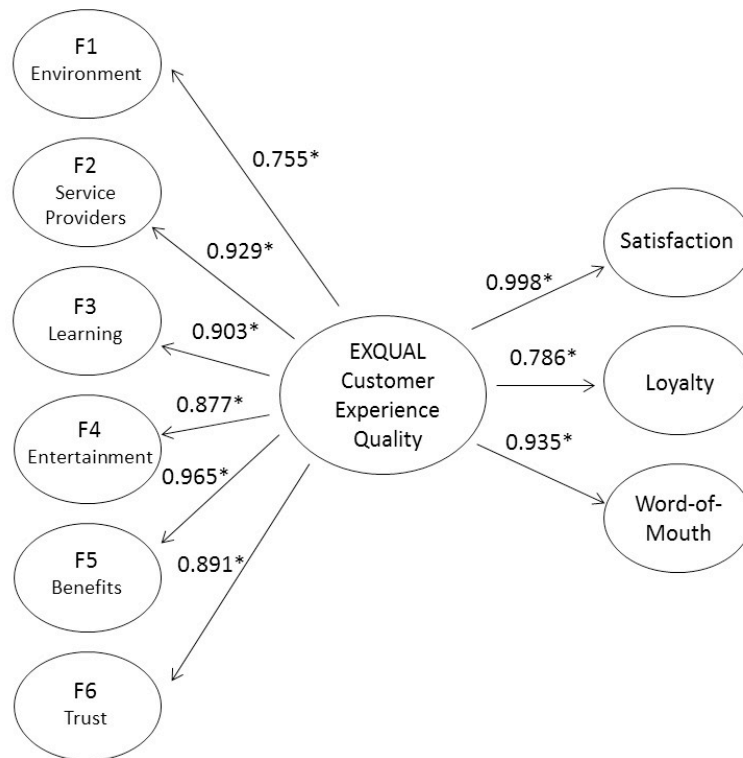 F1
Environment
0.755*
F2
Service
Providers
0.929*
F3
Learning
0.903*
F4
Entertainment
0.877*
F5
Benefits
0.965*
F6
Trust
0.891*
EXQUAL
Customer
Experience
Quality
0.998*
Satisfaction
0.786*
Loyalty
0.935*
Word-of-
Mouth